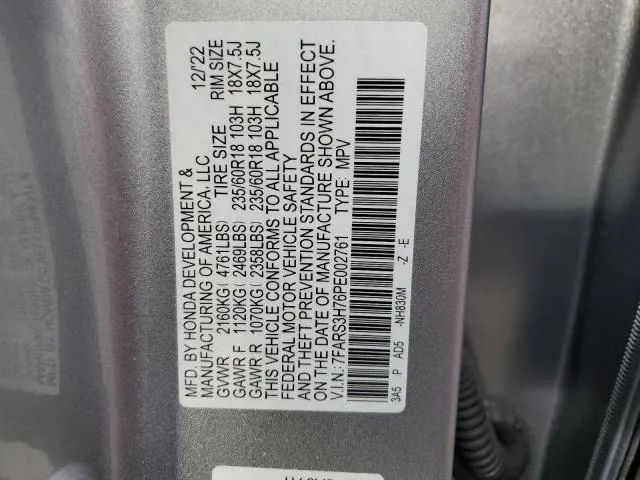 MFD. BY HONDA DEVELOPMENT & 12/22
MANUFACTURING OF AMERICA, LLC
TIRE SIZE RIM SIZE
GVWR 2160KG( 4761LBS)
GAWR F 1120KG( 2469LBS) 235/60R18 103H 18X7.5J
GAWR R 1070KG( 2358LBS) 235/60R18 103H 18X7.5J
THIS VEHICLE CONFORMS TO ALL APPLICABLE
FEDERAL MOTOR VEHICLE SAFETY
AND THEFT PREVENTION STANDARDS IN EFFECT
ON THE DATE OF MANUFACTURE SHOWN ABOVE.
V.I.N.: 7FARS3H76PE002761 TYPE: MPV
3A5 P AD5 -NH830M -Z -E